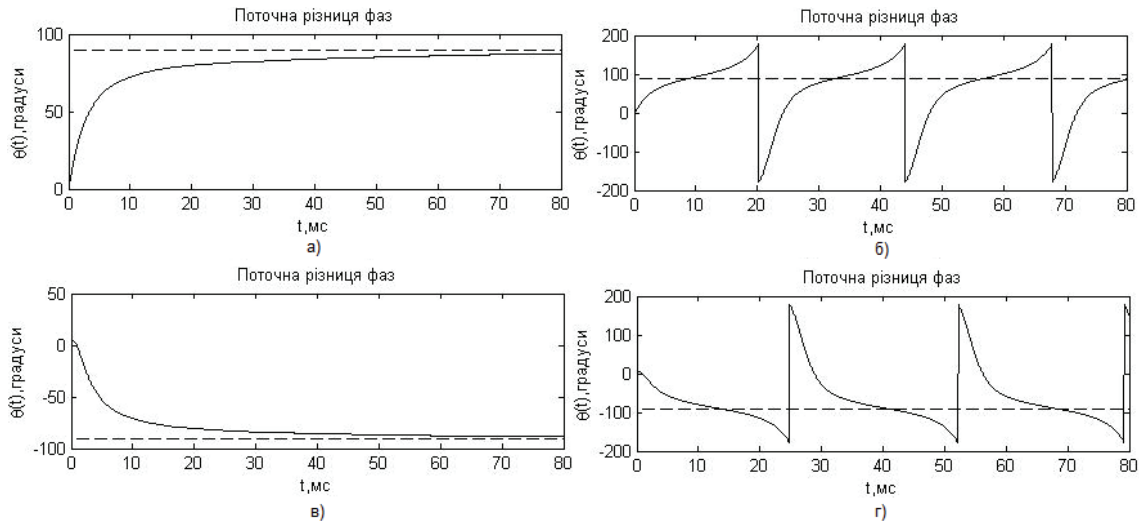 Поточна різниця фаз
100
50
0
θ(t),градуси
0 10 20 30 40 50 60 70 80
t,мс
а)
Поточна різниця фаз
200
100
0
-100
-200
θ(t),градуси
0 10 20 30 40 50 60 70 80
t,мс
б)
Поточна різниця фаз
50
0
-50
-100
θ(t),градуси
0 10 20 30 40 50 60 70 80
t,мс
в)
Поточна різниця фаз
200
100
0
-100
-200
θ(t),градуси
0 10 20 30 40 50 60 70 80
t,мс
г)